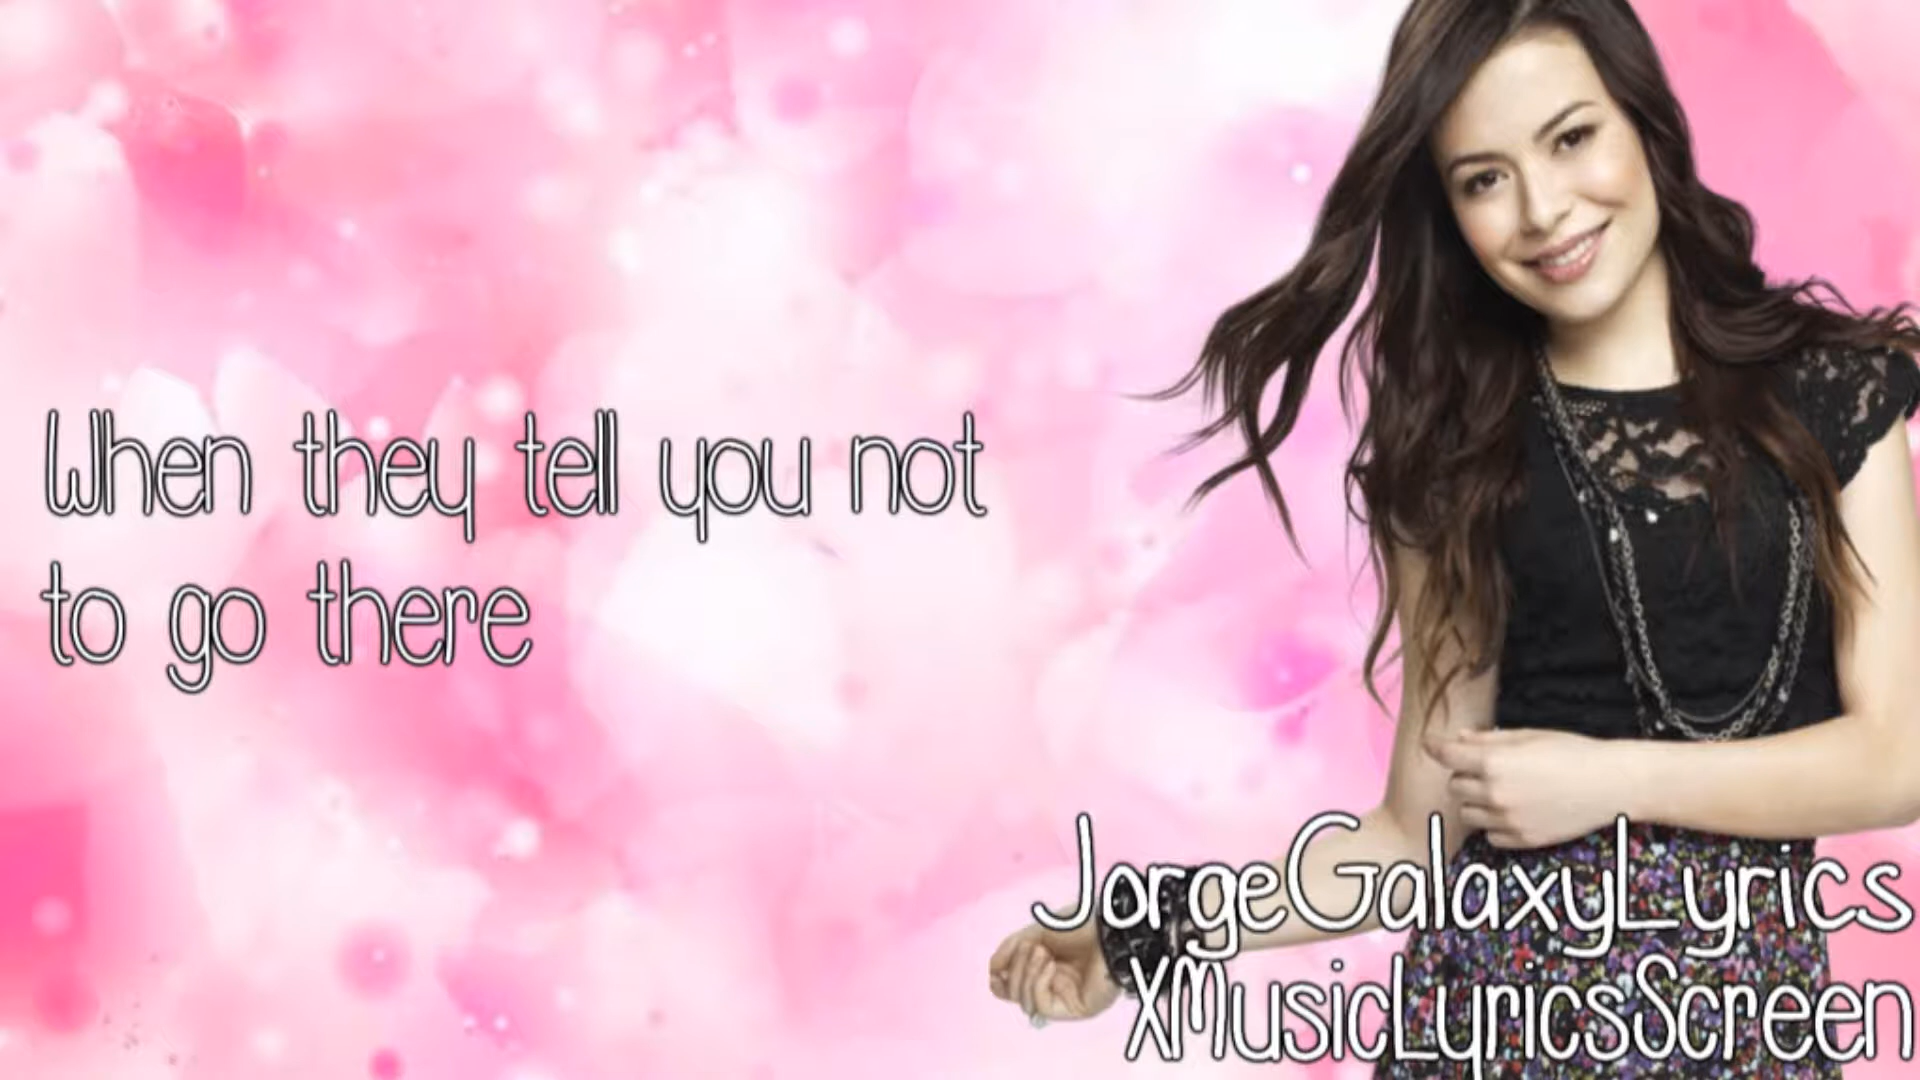 When they tell you not
to go there
JorgeGalaxyLyrics
XMusicLyricsScreen